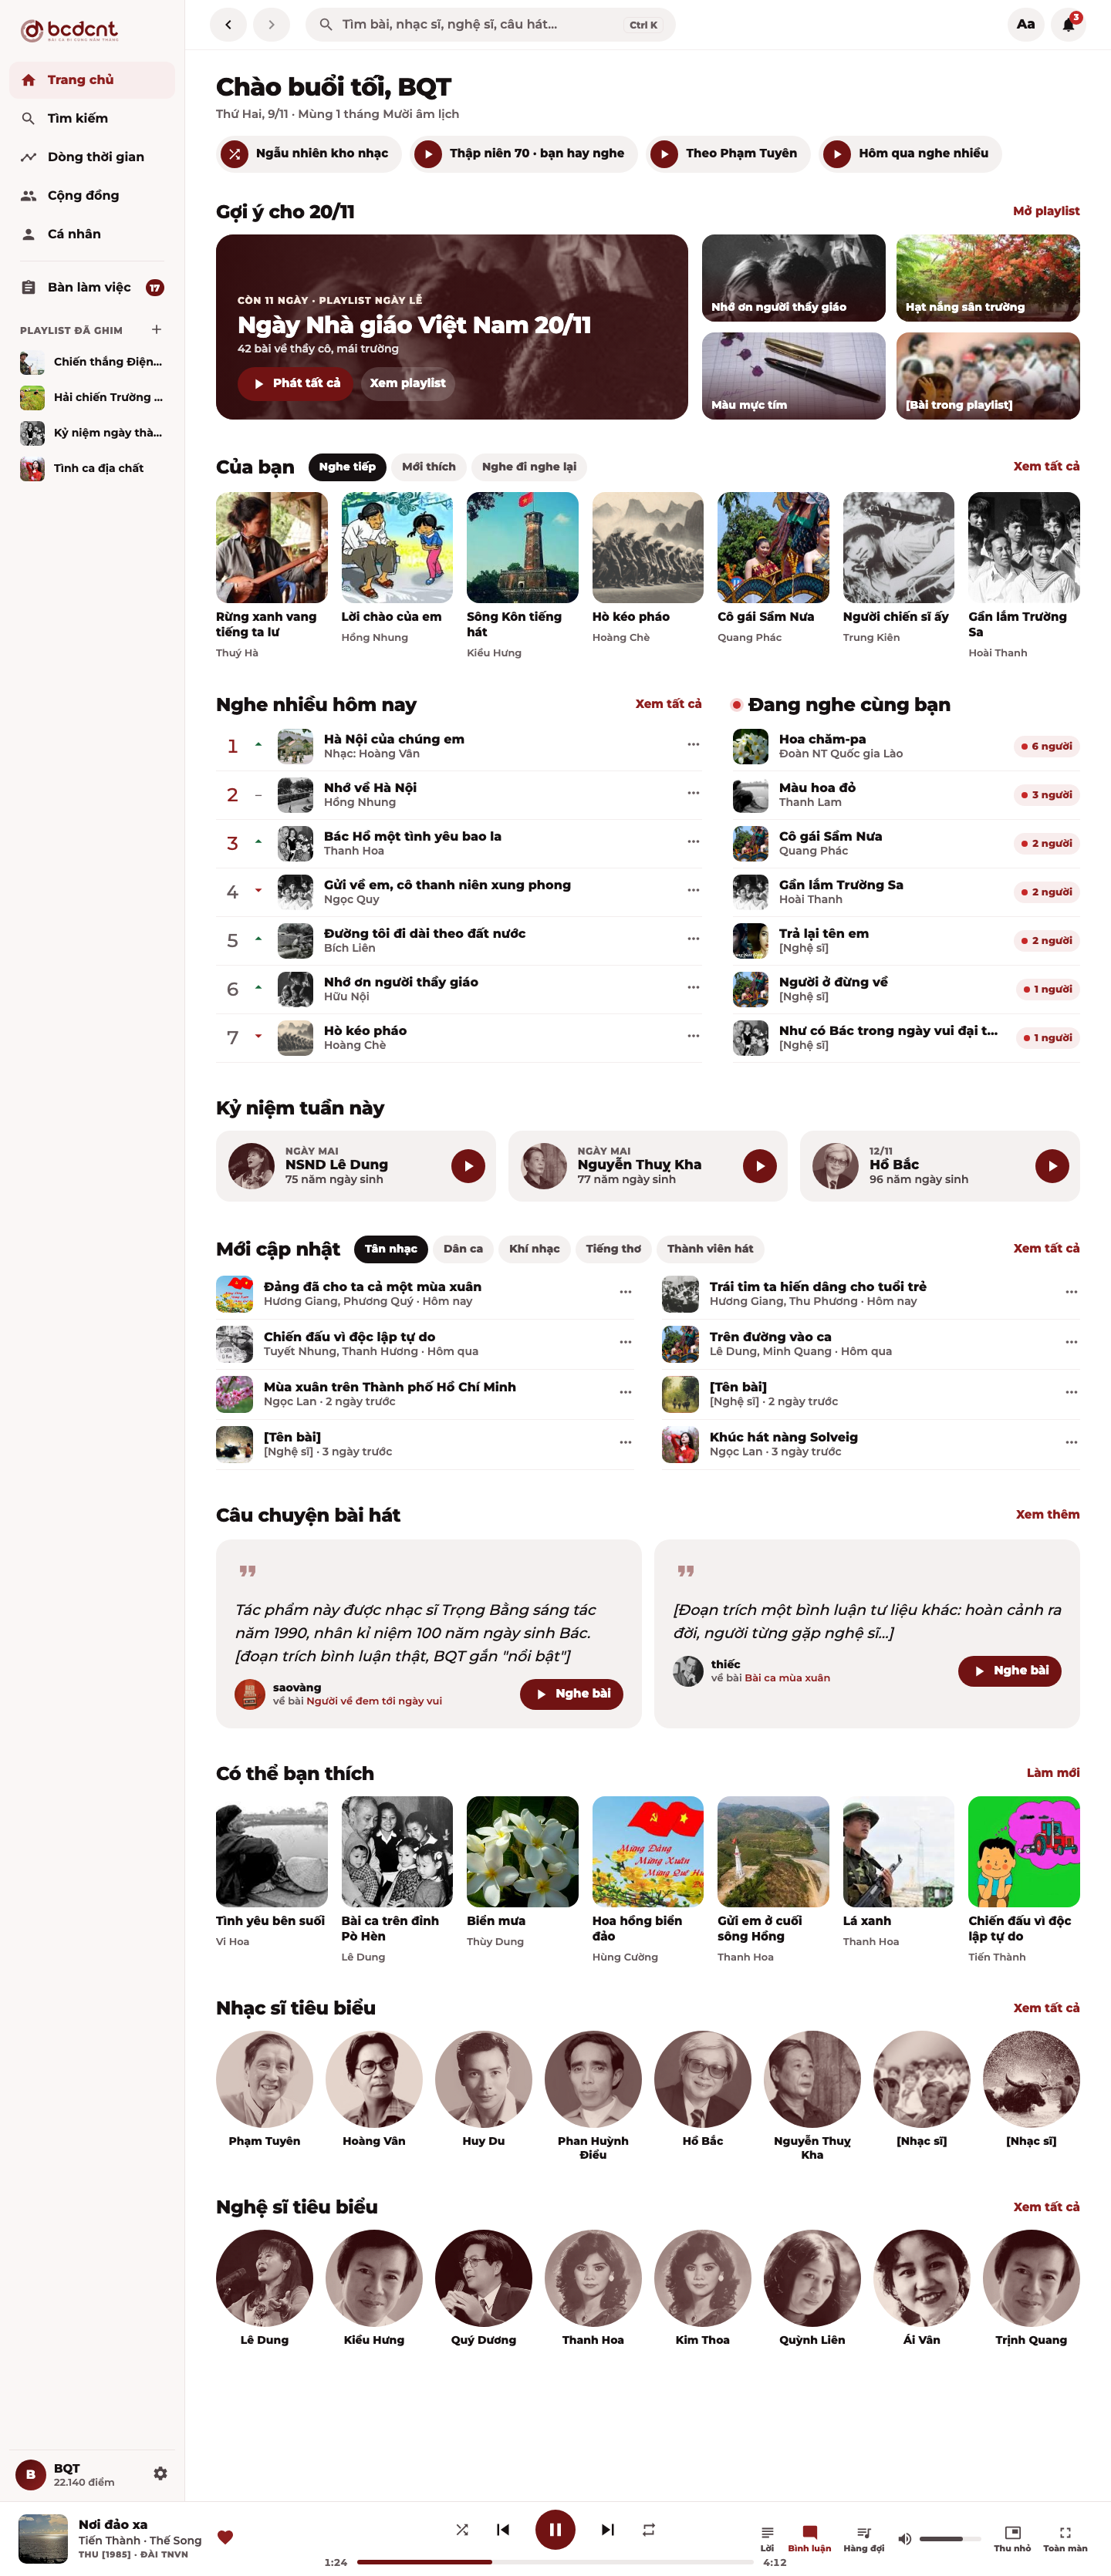 bcdcnt
BÀI CA ĐI CÙNG NĂM THÁNG
Trang chủ
Tìm kiếm
Dòng thời gian
Cộng đồng
Cá nhân
Bàn làm việc 17
PLAYLIST ĐÃ GHIM
Chiến thắng Điện...
Hải chiến Trường ...
Kỷ niệm ngày thà...
Tình ca địa chất
Tìm bài, nhạc sĩ, nghệ sĩ, câu hát...
Ctrl K
Aa
3
Chào buổi tối, BQT
Thứ Hai, 9/11 · Mùng 1 tháng Mười âm lịch
Ngẫu nhiên kho nhạc
Thập niên 70 · bạn hay nghe
Theo Phạm Tuyên
Hôm qua nghe nhiều
Gợi ý cho 20/11
Mở playlist
CÒN 11 NGÀY · PLAYLIST NGÀY LỄ
Ngày Nhà giáo Việt Nam 20/11
42 bài về thầy cô, mái trường
Phát tất cả
Xem playlist
Nhớ ơn người thầy giáo
Hạt nắng sân trường
Màu mực tím
[Bài trong playlist]
Của bạn
Nghe tiếp
Mới thích
Nghe đi nghe lại
Xem tất cả
Rừng xanh vang tiếng ta lư
Thuý Hà
Lời chào của em
Hồng Nhung
Sông Kôn tiếng hát
Kiều Hưng
Hò kéo pháo
Hoàng Chè
Cô gái Sầm Nưa
Quang Phác
Người chiến sĩ ấy
Trung Kiên
Gần lắm Trường Sa
Hoài Thanh
Nghe nhiều hôm nay
Xem tất cả
1
Hà Nội của chúng em
Nhạc: Hoàng Vân
2
Nhớ về Hà Nội
Hồng Nhung
3
Bác Hồ một tình yêu bao la
Thanh Hoa
4
Gửi về em, cô thanh niên xung phong
Ngọc Quy
5
Đường tôi đi dài theo đất nước
Bích Liên
6
Nhớ ơn người thầy giáo
Hữu Nội
7
Hò kéo pháo
Hoàng Chè
Đang nghe cùng bạn
Hoa chăm-pa
Đoàn NT Quốc gia Lào
6 người
Màu hoa đỏ
Thanh Lam
3 người
Cô gái Sầm Nưa
Quang Phác
2 người
Gần lắm Trường Sa
Hoài Thanh
2 người
Trả lại tên em
[Nghệ sĩ]
2 người
Người ở đừng về
[Nghệ sĩ]
1 người
Như có Bác trong ngày vui đại t...
[Nghệ sĩ]
1 người
Kỷ niệm tuần này
NGÀY MAI
NSND Lê Dung
75 năm ngày sinh
NGÀY MAI
Nguyễn Thuỵ Kha
77 năm ngày sinh
12/11
Hồ Bắc
96 năm ngày sinh
Mới cập nhật
Tân nhạc
Dân ca
Khí nhạc
Tiếng thơ
Thành viên hát
Xem tất cả
Đảng đã cho ta cả một mùa xuân
Hương Giang, Phương Quý · Hôm nay
Trái tim ta hiến dâng cho tuổi trẻ
Hương Giang, Thu Phương · Hôm nay
Chiến đấu vì độc lập tự do
Tuyết Nhung, Thanh Hương · Hôm qua
Trên đường vào ca
Lê Dung, Minh Quang · Hôm qua
Mùa xuân trên Thành phố Hồ Chí Minh
Ngọc Lan · 2 ngày trước
[Tên bài]
[Nghệ sĩ] · 2 ngày trước
[Tên bài]
[Nghệ sĩ] · 3 ngày trước
Khúc hát nàng Solveig
Ngọc Lan · 3 ngày trước
Câu chuyện bài hát
Xem thêm
Tác phẩm này được nhạc sĩ Trọng Bằng sáng tác
năm 1990, nhân kỉ niệm 100 năm ngày sinh Bác.
[đoạn trích bình luận thật, BQT gắn "nổi bật"]
saovàng
về bài Người về đem tới ngày vui
Nghe bài
[Đoạn trích một bình luận tư liệu khác: hoàn cảnh ra
đời, người từng gặp nghệ sĩ...]
thiếc
về bài Bài ca mùa xuân
Nghe bài
Có thể bạn thích
Làm mới
Mừng Đảng
Mừng Xuân
Mừng Quê Hư
Tình yêu bên suối
Vi Hoa
Bài ca trên đỉnh Pò Hèn
Lê Dung
Biển mưa
Thùy Dung
Hoa hồng biển đảo
Hùng Cường
Gửi em ở cuối sông Hồng
Thanh Hoa
Lá xanh
Thanh Hoa
Chiến đấu vì độc lập tự do
Tiến Thành
Nhạc sĩ tiêu biểu
Xem tất cả
Phạm Tuyên
Hoàng Vân
Huy Du
Phan Huỳnh Điểu
Hồ Bắc
Nguyễn Thuỵ Kha
[Nhạc sĩ]
[Nhạc sĩ]
Nghệ sĩ tiêu biểu
Xem tất cả
Lê Dung
Kiều Hưng
Quý Dương
Thanh Hoa
Kim Thoa
Quỳnh Liên
Ái Vân
Trịnh Quang
B
BQT
22.140 điểm
Nơi đảo xa
Tiến Thành · Thế Song
THU [1985] · ĐÀI TNVN
1:24
4:12
Lời
Bình luận
Hàng đợi
Thu nhỏ
Toàn màn